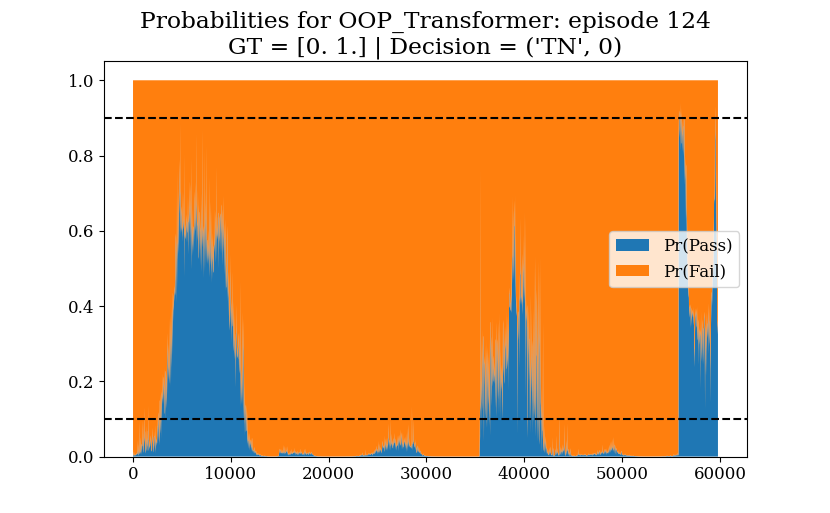 Probabilities for OOP_Transformer: episode 124
GT = [0. 1.] | Decision = ('TN', 0)
1.0
0.8
0.6
0.4
0.2
0.0
Pr(Pass)
Pr(Fail)
0 10000 20000 30000 40000 50000 60000